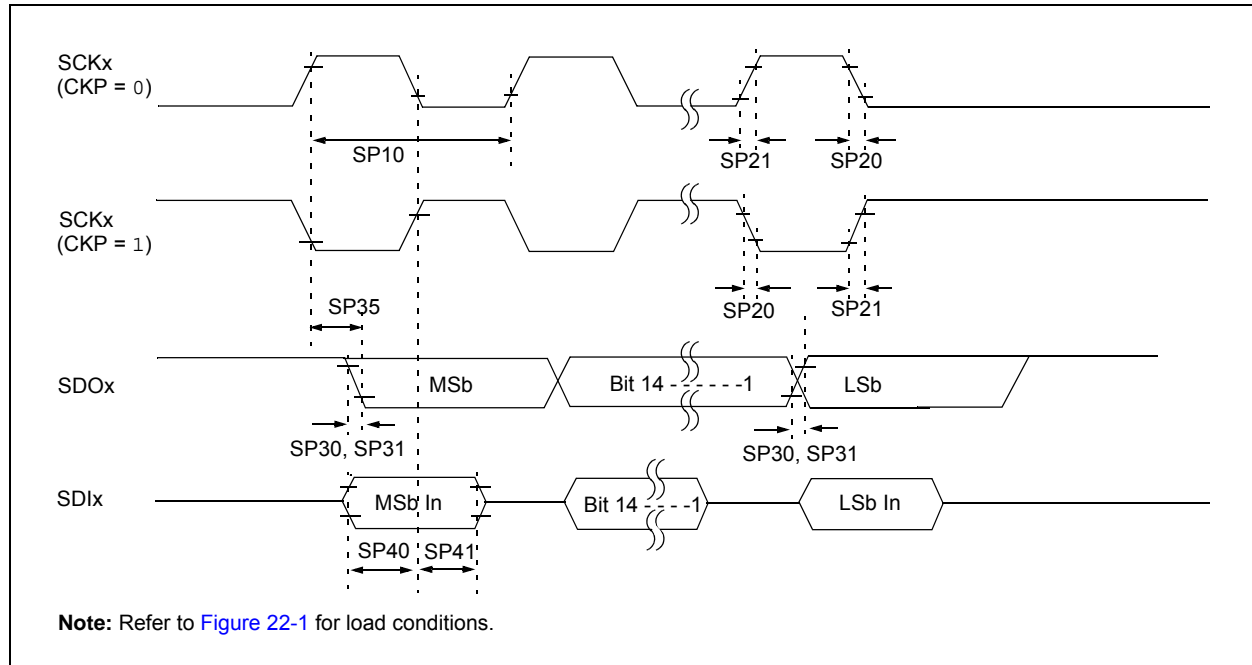 SCKx
(CKP = 0)
SP10
SP21
SP20
SCKx
(CKP = 1)
SP35
SP20
SP21
SDOx
MSb
Bit 14 - - - - - -1
LSb
SP30, SP31
SP30, SP31
SDIx
MSb In
Bit 14 - - - -1
LSb In
SP40
SP41
Note: Refer to Figure 22-1 for load conditions.